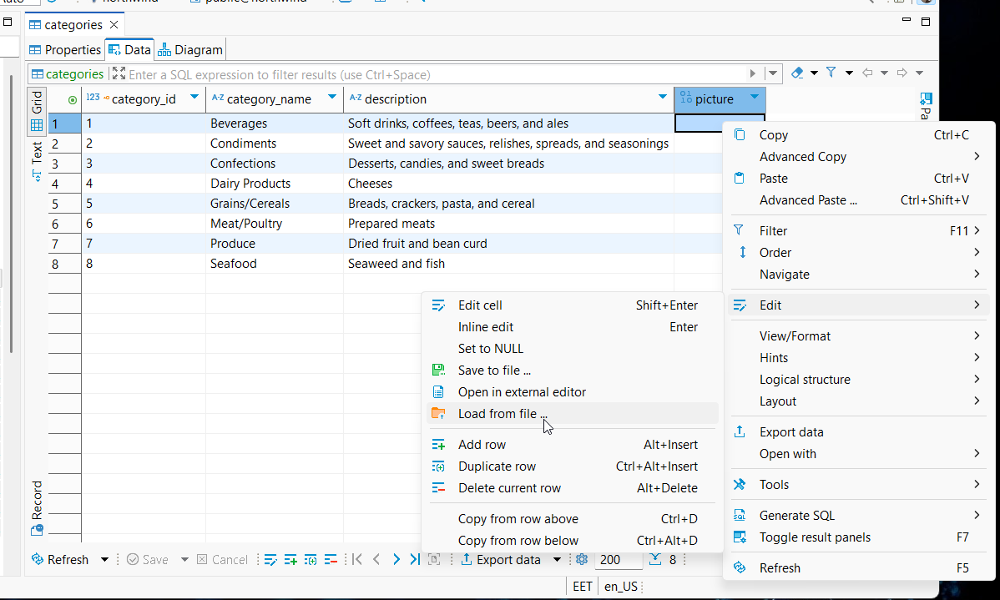 Auto northwind public@northwind
categories
Properties Data Diagram
categories Enter a SQL expression to filter results (use Ctrl+Space)
Grid
Text
Record
123 category_id A-Z category_name A-Z description picture
1 1 Beverages Soft drinks, coffees, teas, beers, and ales
2 2 Condiments Sweet and savory sauces, relishes, spreads, and seasonings
3 3 Confections Desserts, candies, and sweet breads
4 4 Dairy Products Cheeses
5 5 Grains/Cereals Breads, crackers, pasta, and cereal
6 6 Meat/Poultry Prepared meats
7 7 Produce Dried fruit and bean curd
8 8 Seafood Seaweed and fish
Pa
Copy Ctrl+C
Advanced Copy
Paste Ctrl+V
Advanced Paste ... Ctrl+Shift+V
Filter F11
Order
Navigate
Edit
View/Format
Hints
Logical structure
Layout
Export data
Open with
Tools
Generate SQL
Toggle result panels F7
Refresh F5
Edit cell Shift+Enter
Inline edit Enter
Set to NULL
Save to file ...
Open in external editor
Load from file ...
Add row Alt+Insert
Duplicate row Ctrl+Alt+Insert
Delete current row Alt+Delete
Copy from row above Ctrl+D
Copy from row below Ctrl+Alt+D
Refresh Save Cancel Export data 200 8
EET en_US